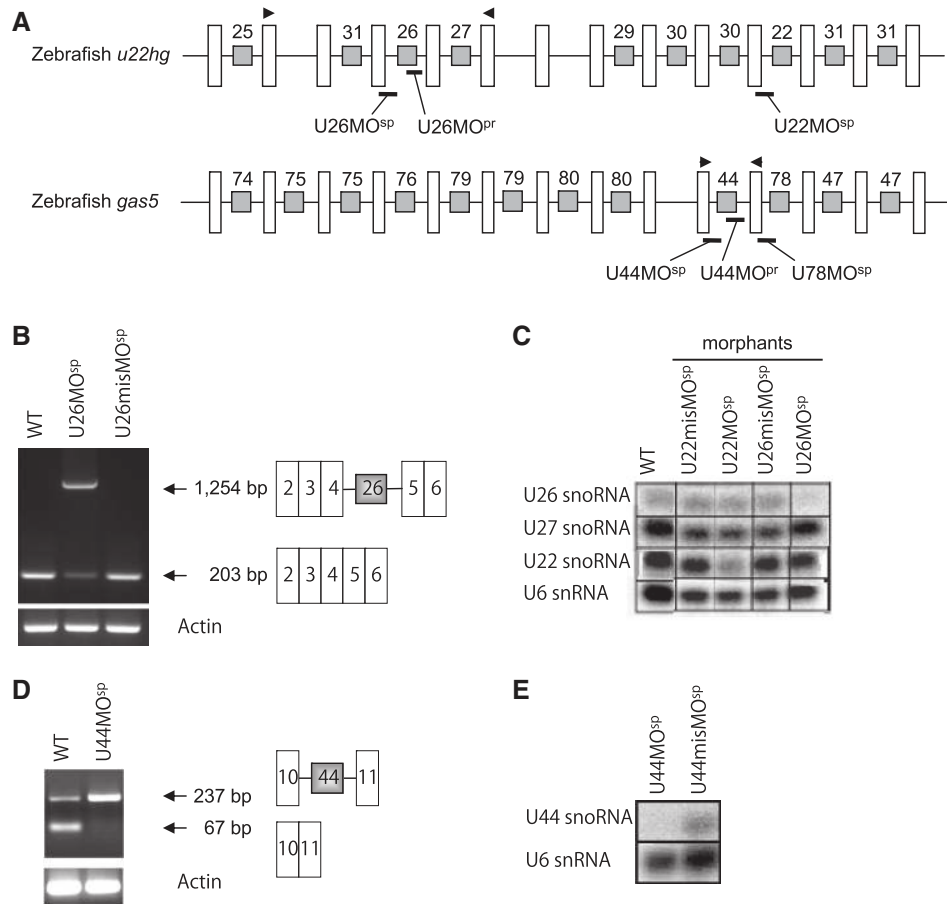 A
Zebrafish u22hg
25 31 26 27 29 30 30 22 31 31
U26MOsp U26MOpr U22MOsp
Zebrafish gas5
74 75 75 76 79 79 80 80 44 78 47 47
U44MOsp U44MOpr U78MOsp
B
WT
U26MOsp
U26misMOsp
1,254 bp
2 3 4 26 5 6
203 bp
2 3 4 5 6
Actin
C
morphants
WT
U22misMOsp
U22MOsp
U26misMOsp
U26MOsp
U26 snoRNA
U27 snoRNA
U22 snoRNA
U6 snRNA
D
WT
U44MOsp
237 bp
10 44 11
67 bp
10 11
Actin
E
U44MOsp
U44misMOsp
U44 snoRNA
U6 snRNA